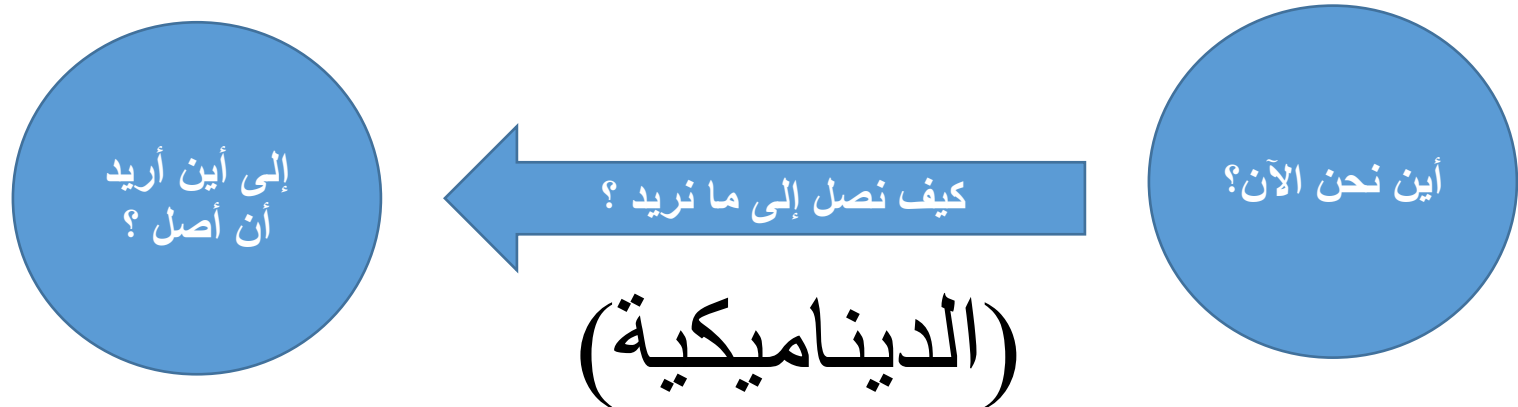 أين نحن الآن؟
كيف نصل إلى ما نريد ؟
إلى أين أريد
أن أصل ؟
(الديناميكية)